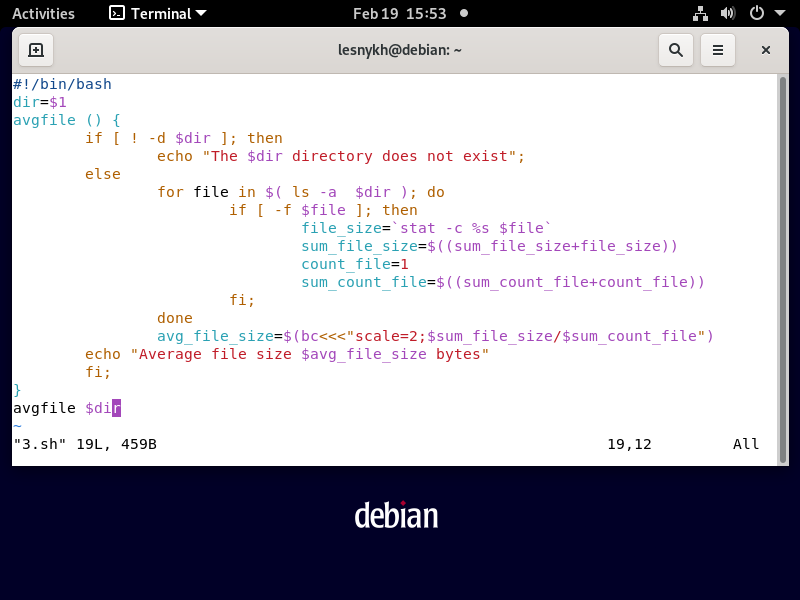 Activities Terminal Feb 19 15:53
lesnykh@debian: ~
#!/bin/bash
dir=$1
avgfile () {
        if [ ! -d $dir ]; then
                echo "The $dir directory does not exist";
        else
                for file in $( ls -a  $dir ); do
                        if [ -f $file ]; then
                                file_size=`stat -c %s $file`
                                sum_file_size=$((sum_file_size+file_size))
                                count_file=1
                                sum_count_file=$((sum_count_file+count_file))
                        fi;
                done
                avg_file_size=$(bc<<<"scale=2;$sum_file_size/$sum_count_file")
        echo "Average file size $avg_file_size bytes"
        fi;
}
avgfile $dir
~
"3.sh" 19L, 459B 19,12 All
debian